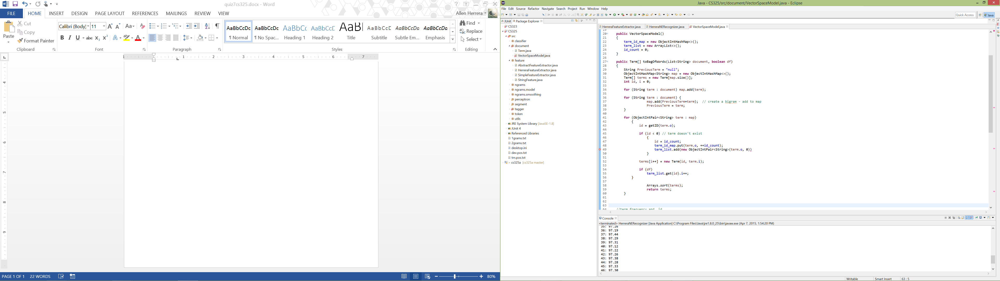 quiz7cs325.docx - Word
FILE HOME INSERT DESIGN PAGE LAYOUT REFERENCES MAILINGS REVIEW VIEW
Allen Herrera
Paste
Cut
Copy
Format Painter
Clipboard
Calibri (Body) 11
Font
Paragraph
AaBbCcDc AaBbCcDc AaBbCc AaBbCcD AaB AaBbCcD AaBbCcDa AaBbCcDa
¶ Normal ¶ No Spac... Heading 1 Heading 2 Title Subtitle Subtle Em... Emphasis
Styles
Find
Replace
Select
Editing
1 1 2 3 4 5 6 7
4
5
6
7
8
9
PAGE 1 OF 1 22 WORDS
80%
Java - CS325/src/document/VectorSpaceModel.java - Eclipse
File Edit Source Refactor Navigate Search Project Run Window Help
Quick Access
Java
JUnit Package Explorer
CS323
CS325
src
classifier
document
Term.java
VectorSpaceModel.java
feature
AbstractFeatureExtractor.java
HerreraFeatureExtractor.java
SimpleFeatureExtractor.java
StringFeature.java
ngrams
ngrams.model
ngrams.smoothing
perceptron
segment
tagger
token
utils
JRE System Library [JavaSE-1.8]
JUnit 4
Referenced Libraries
1grams.txt
2grams.txt
desktop.ini
dev.pos.txt
trn.pos.txt
> cs325a [cs325a master]
HerreraFeatureExtractor.java HerreraNERecognizer.java VectorSpaceModel.java
19
20 public VectorSpaceModel()
21 {
22 term_id_map = new ObjectIntHashMap<>();
23 term_list = new ArrayList<>();
24 id_count = 0;
25 }
26
27 public Term[] toBagOfWords(List<String> document, boolean df)
28 {
29 String PreviousTerm = "null";
30 ObjectIntHashMap<String> map = new ObjectIntHashMap<>();
31 Term[] terms = new Term[map.size()];
32 int id, i = 0;
33
34 for (String term : document) map.add(term);
35
36 for (String term : document) {
37 map.add(PreviousTerm+term); // create a bigram - add to map
38 PreviousTerm = term;
39 }
40
41 for (ObjectIntPair<String> term : map)
42 {
43 id = getID(term.o);
44
45 if (id < 0) // term doesn't exist
46 {
47 id = id_count;
48 term_id_map.put(term.o, ++id_count);
49 term_list.add(new ObjectIntPair<String>(term.o, 0))
50 }
51
52 terms[i++] = new Term(id, term.i);
53
54 if (df)
55 term_list.get(id).i++;
56 }
57
58 Arrays.sort(terms);
59 return terms;
60 }
61
62
63
64 //term frequency and id
Console
<terminated> HerreraNERecognizer [Java Application] C:\Program Files\Java\jre1.8.0_25\bin\javaw.exe (Apr 7, 2015, 1:54:20 PM)
35: 97.26
36: 97.19
37: 97.44
38: 97.29
39: 97.31
40: 97.12
41: 97.22
42: 97.26
43: 97.38
44: 97.28
45: 97.33
46: 97.30
Writable Smart Insert 63 : 5